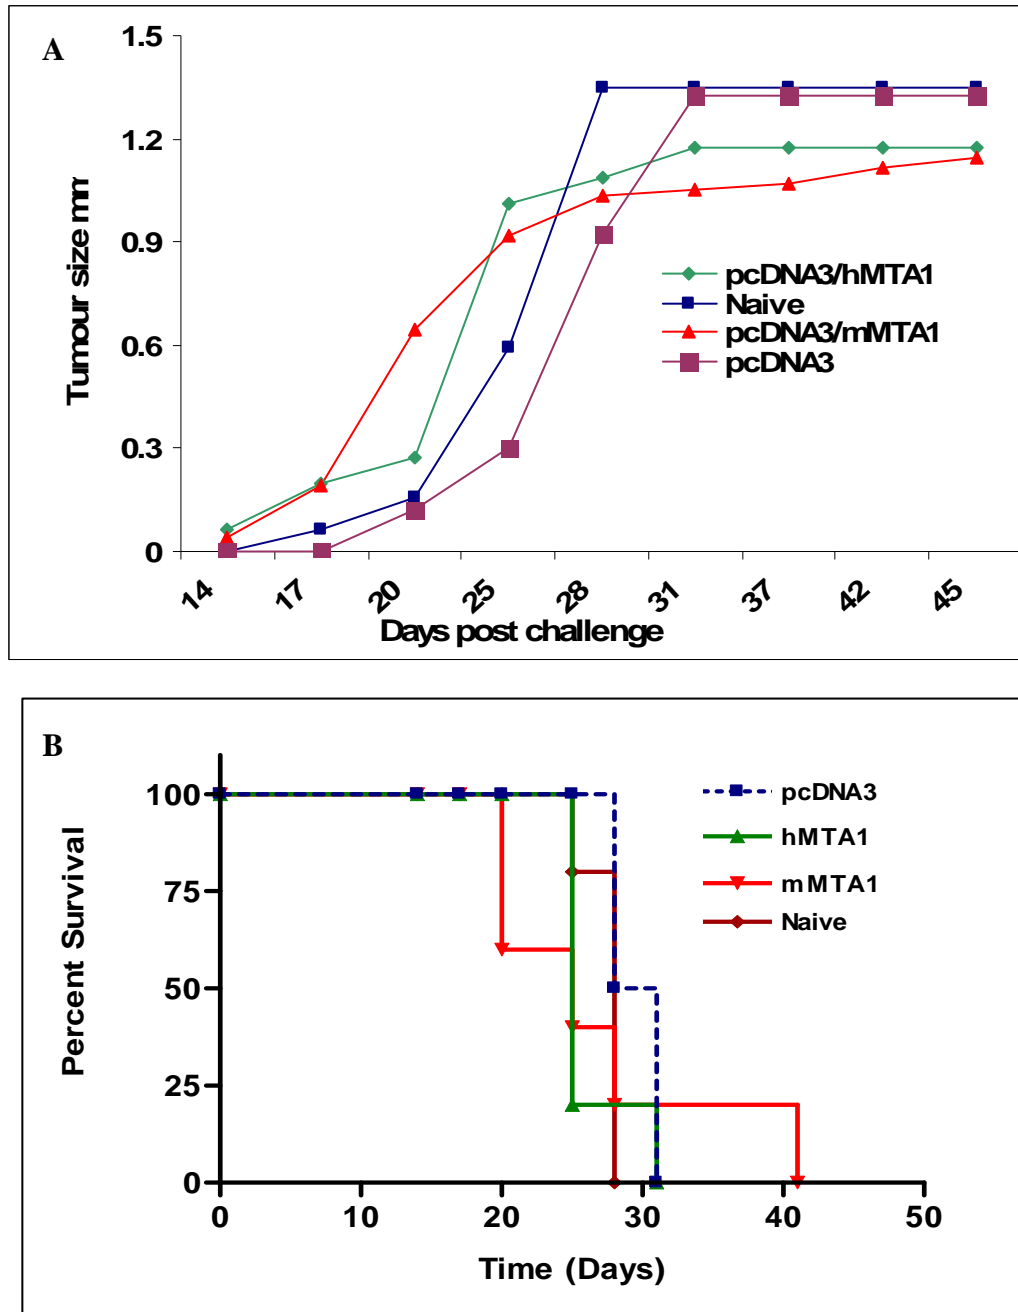 A
1.5
1.2
0.9
0.6
0.3
0
Tumour size mm
pcDNA3/hMTA1
Naive
pcDNA3/mMTA1
pcDNA3
14 17 20 25 28 31 37 42 45
Days post challenge
B
100
75
50
25
0
Percent Survival
pcDNA3
hMTA1
mMTA1
Naive
0 10 20 30 40 50
Time (Days)